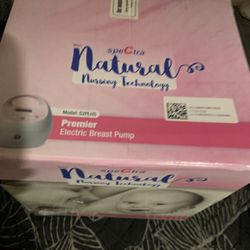 speCtra
Natural
Nursing Technology
Model: S2PLUS
Premier
Electric Breast Pump
speCtra
Natural
Nursing Technology